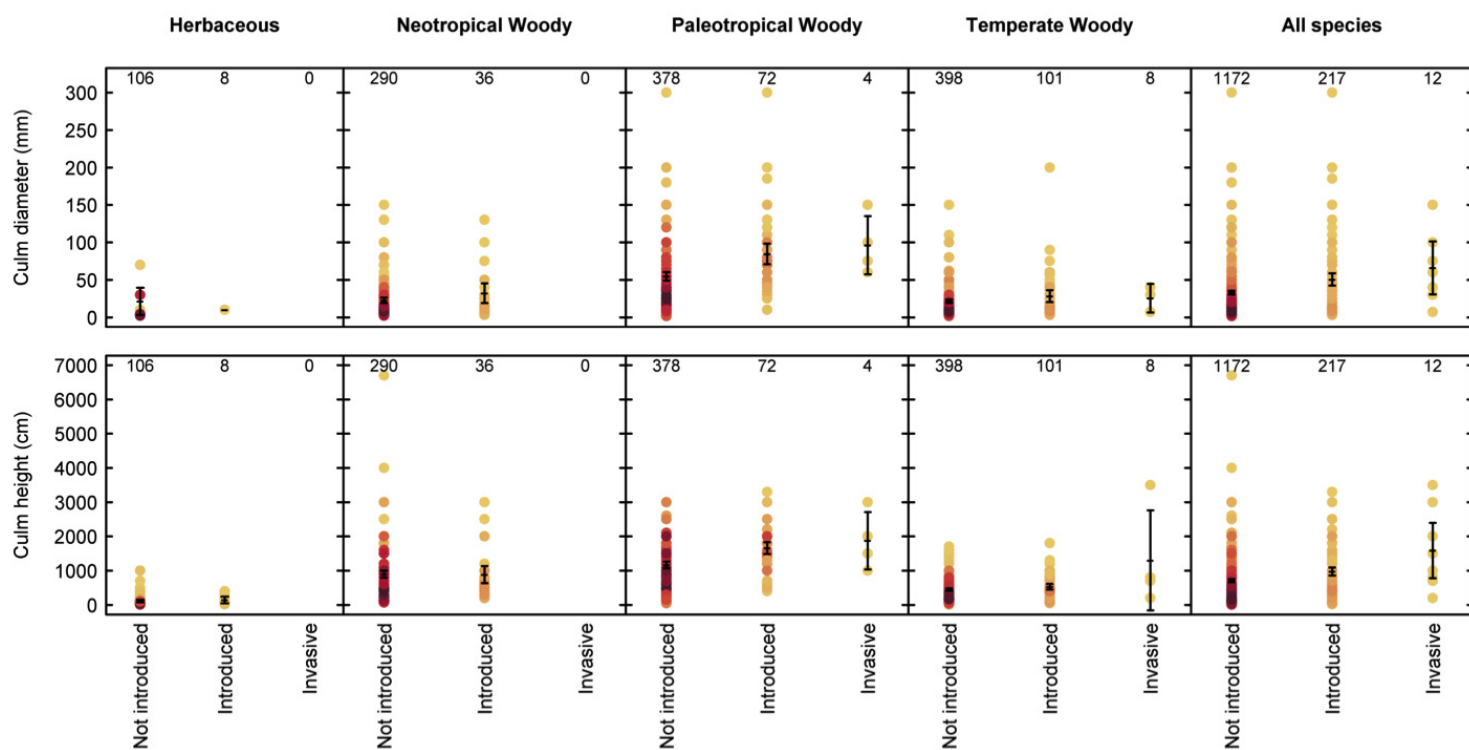 Herbaceous Neotropical Woody Paleotropical Woody Temperate Woody All species
106 8 0 290 36 0 378 72 4 398 101 8 1172 217 12
Culm diameter (mm)
300
250
200
150
100
50
0
106 8 0 290 36 0 378 72 4 398 101 8 1172 217 12
Culm height (cm)
7000
6000
5000
4000
3000
2000
1000
0
Not introduced Introduced Invasive Not introduced Introduced Invasive Not introduced Introduced Invasive Not introduced Introduced Invasive Not introduced Introduced Invasive